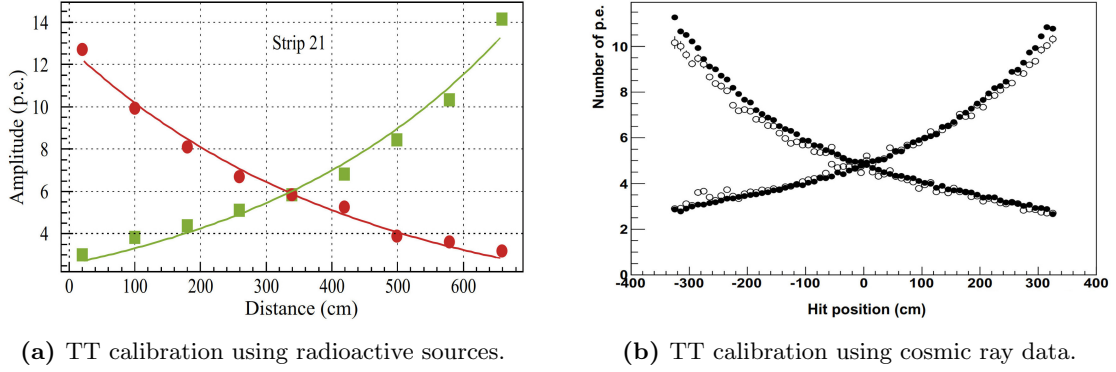 14
12
10
8
6
4
Amplitude (p.e.)
Strip 21
0 100 200 300 400 500 600
Distance (cm)
(a) TT calibration using radioactive sources.
Number of p.e.
10
8
6
4
2
0
-400 -300 -200 -100 0 100 200 300 400
Hit position (cm)
(b) TT calibration using cosmic ray data.